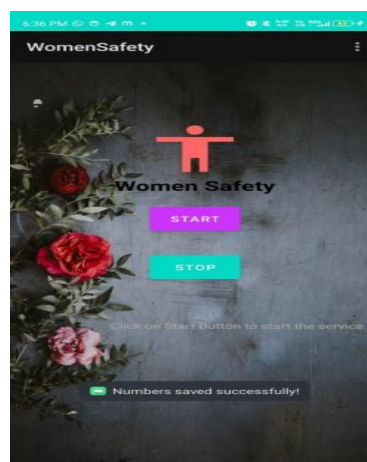 6:36 PM
WomenSafety
Women Safety
START
STOP
Click on Start Button to start the service
Numbers saved successfully!